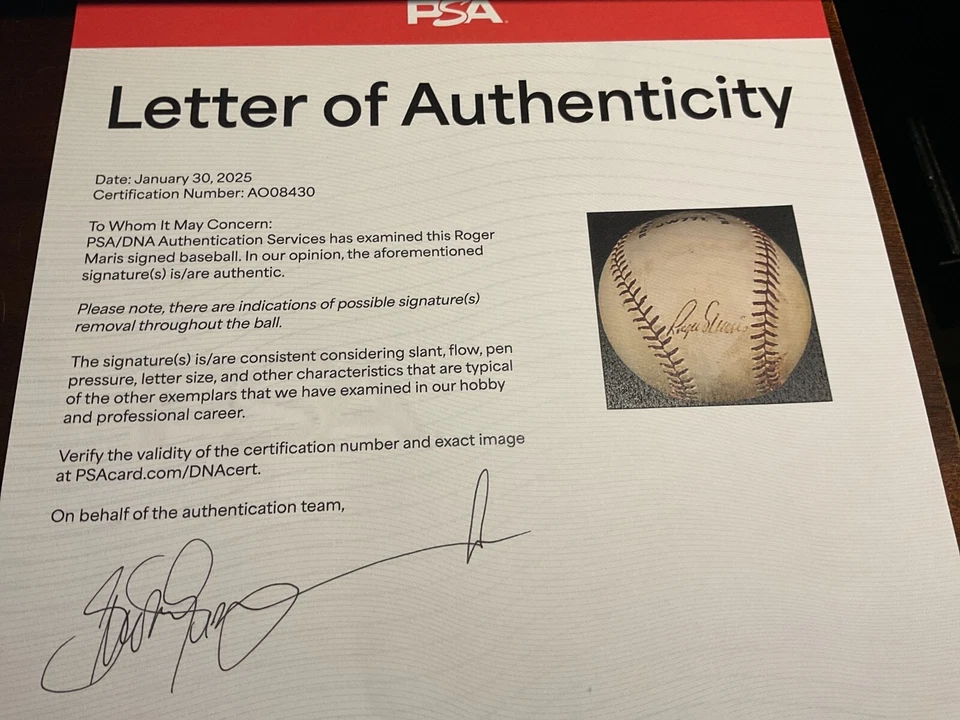 PSA
Letter of Authenticity
Date: January 30, 2025
Certification Number: AO08430
To Whom It May Concern:
PSA/DNA Authentication Services has examined this Roger
Maris signed baseball. In our opinion, the aforementioned
signature(s) is/are authentic.
Please note, there are indications of possible signature(s)
removal throughout the ball.
The signature(s) is/are consistent considering slant, flow, pen
pressure, letter size, and other characteristics that are typical
of the other exemplars that we have examined in our hobby
and professional career.
Verify the validity of the certification number and exact image
at PSAcard.com/DNAcert.
On behalf of the authentication team,
Roger Maris